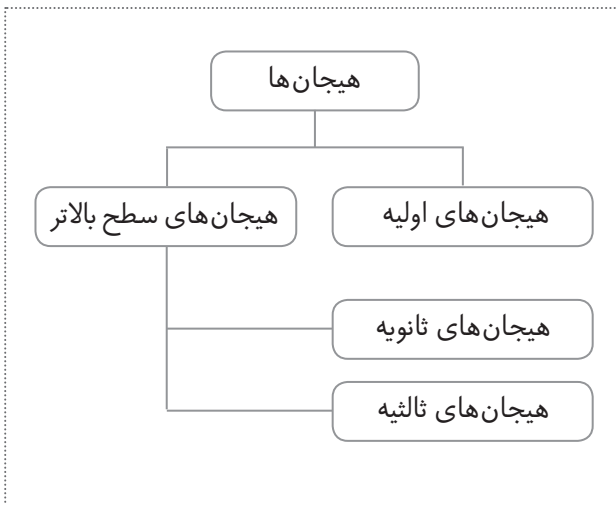 هیجان‌ها
هیجان‌های اولیه
هیجان‌های سطح بالاتر
هیجان‌های ثانویه
هیجان‌های ثالثیه